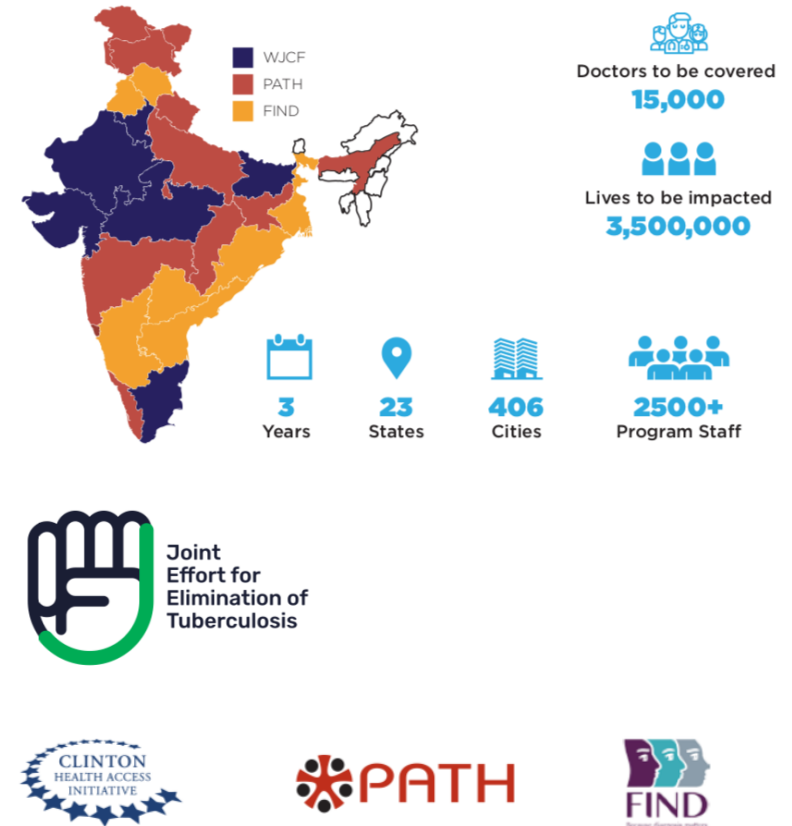 WJCF
PATH
FIND
Doctors to be covered
15,000
Lives to be impacted
3,500,000
3
Years
23
States
406
Cities
2500+
Program Staff
Joint
Effort for
Elimination of
Tuberculosis
CLINTON
HEALTH ACCESS
INITIATIVE
PATH
FIND